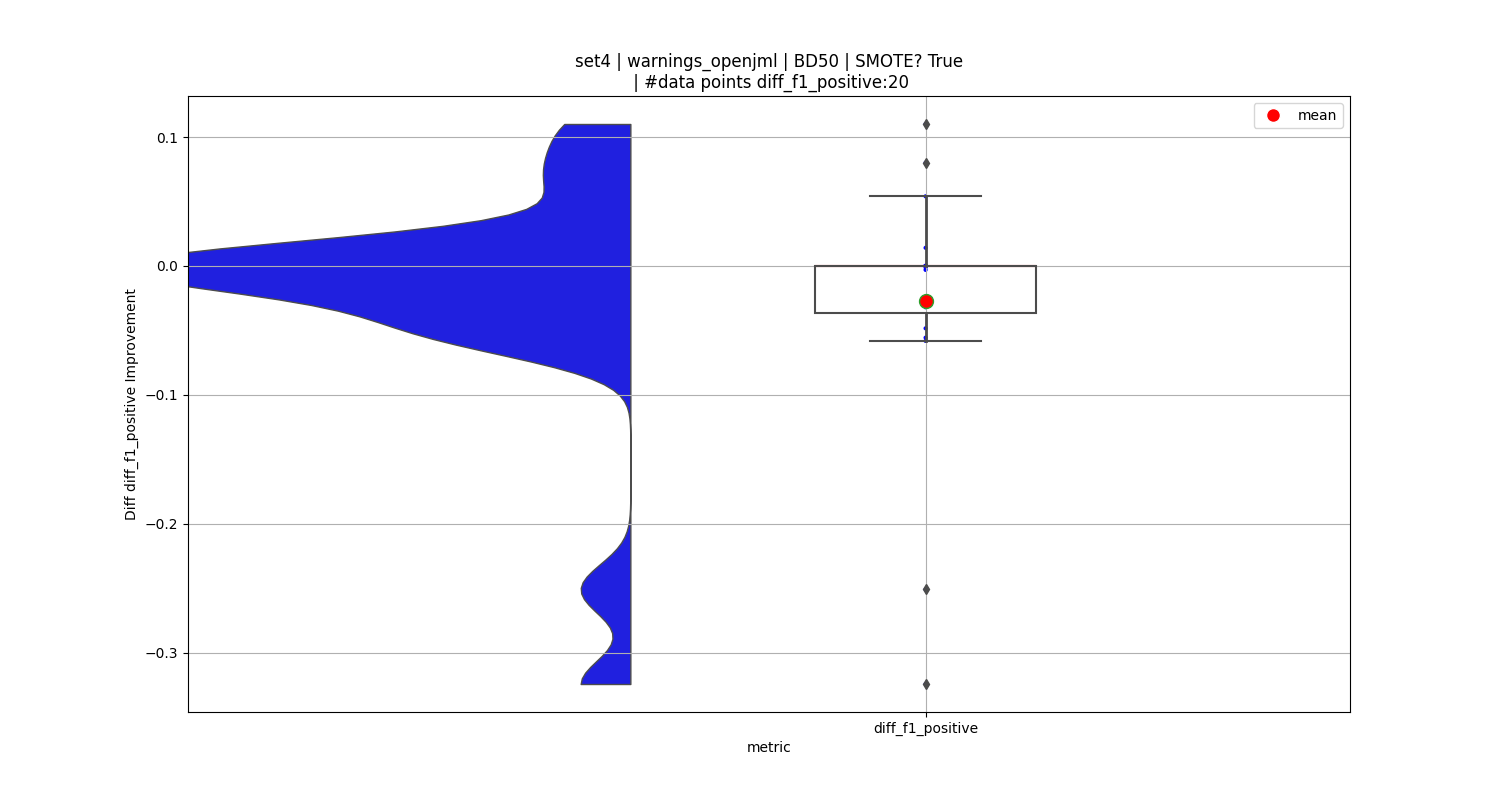 set4 | warnings_openjml | BD50 | SMOTE? True
| #data points diff_f1_positive:20
mean
0.1
0.0
−0.1
−0.2
−0.3
Diff diff_f1_positive Improvement
diff_f1_positive
metric